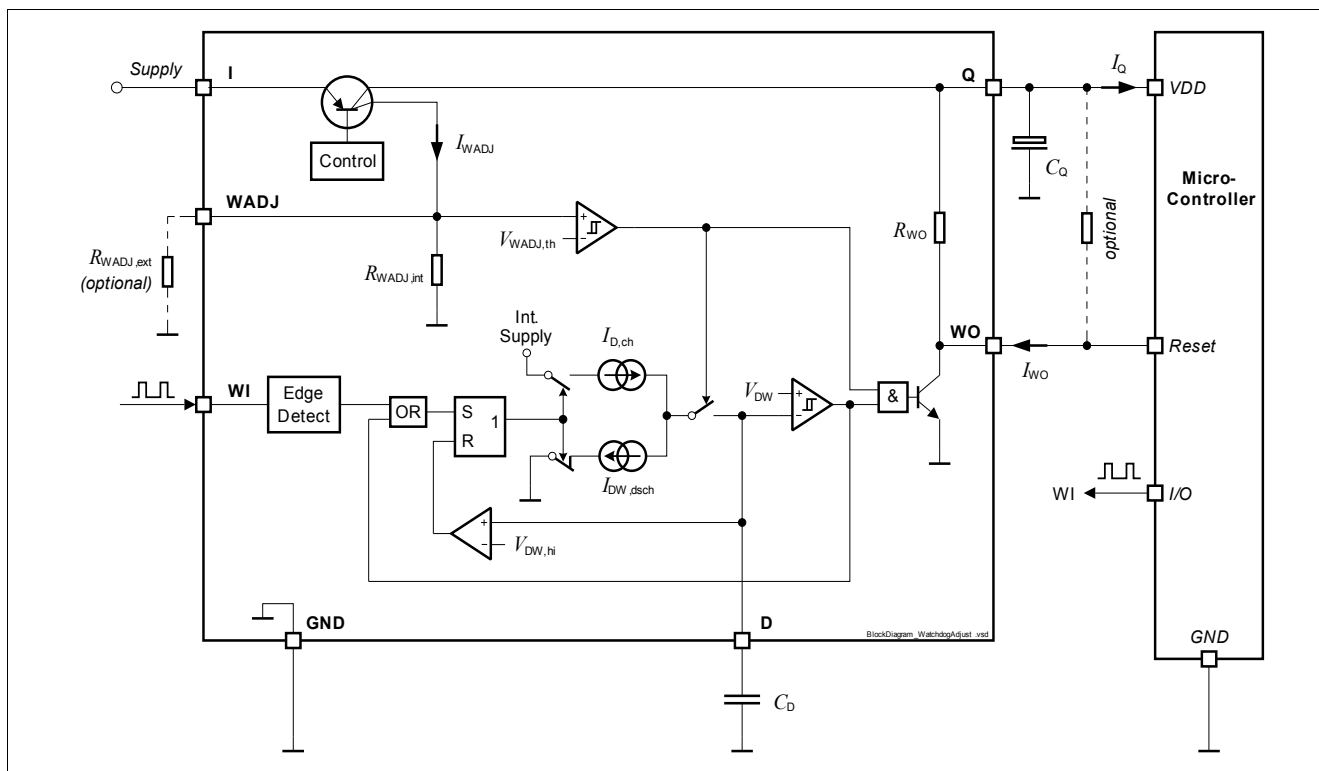 Supply
I
Q
I_Q
VDD
Control
I_WADJ
C_Q
Micro-
Controller
WADJ
+
−
V_WADJ,th
R_WO
optional
R_WADJ,ext
(optional)
R_WADJ,int
Int.
Supply
I_D,ch
WO
Reset
I_WO
WI
Edge
Detect
OR
S
R
1
V_DW
+
−
&
I_DW,dsch
WI
I/O
+
−
V_DW,hi
GND
D
BlockDiagram_WatchdogAdjust .vsd
GND
C_D